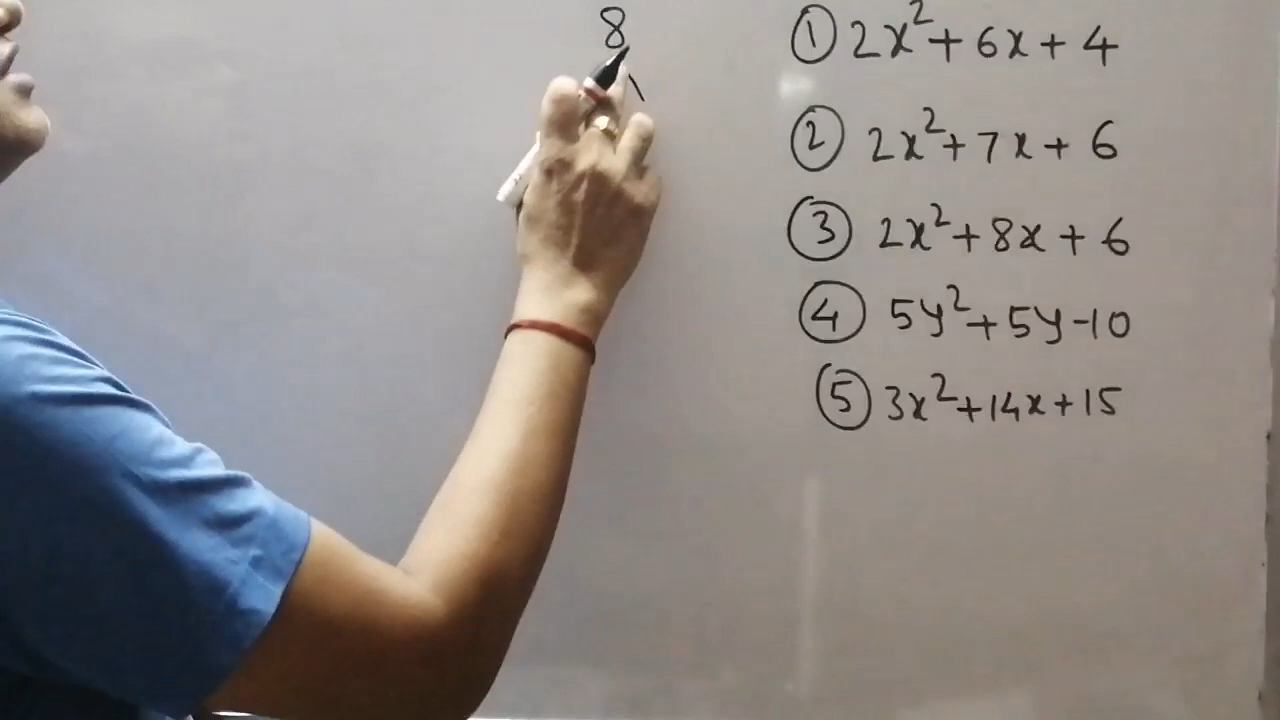 8
① 2x²+6x+4
② 2x²+7x+6
③ 2x²+8x+6
④ 5y²+5y-10
⑤ 3x²+14x+15